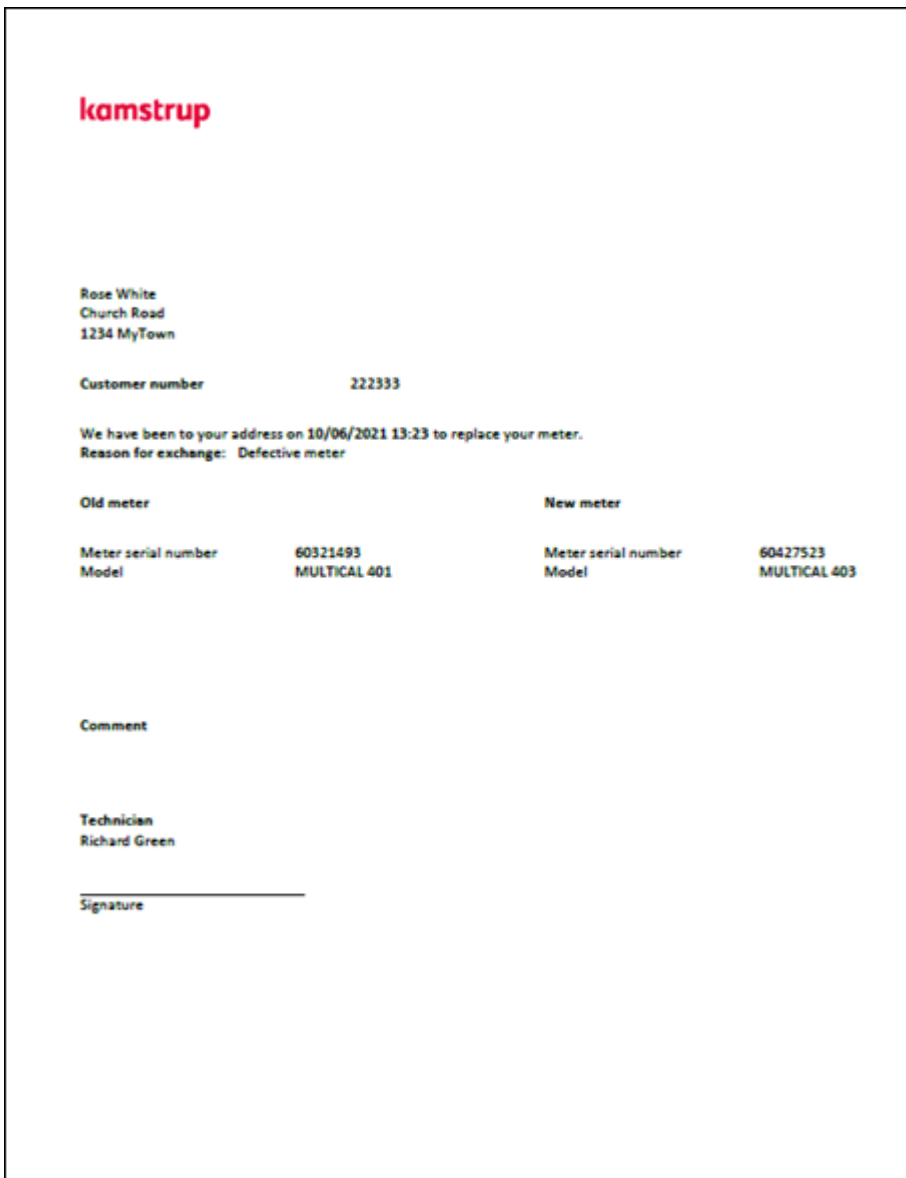 kamstrup
Rose White
Church Road
1234 MyTown
Customer number 222333
We have been to your address on 10/06/2021 13:23 to replace your meter.
Reason for exchange: Defective meter
Old meter New meter
Meter serial number 60321493 Meter serial number 60427523
Model MULTICAL 401 Model MULTICAL 403
Comment
Technician
Richard Green
Signature